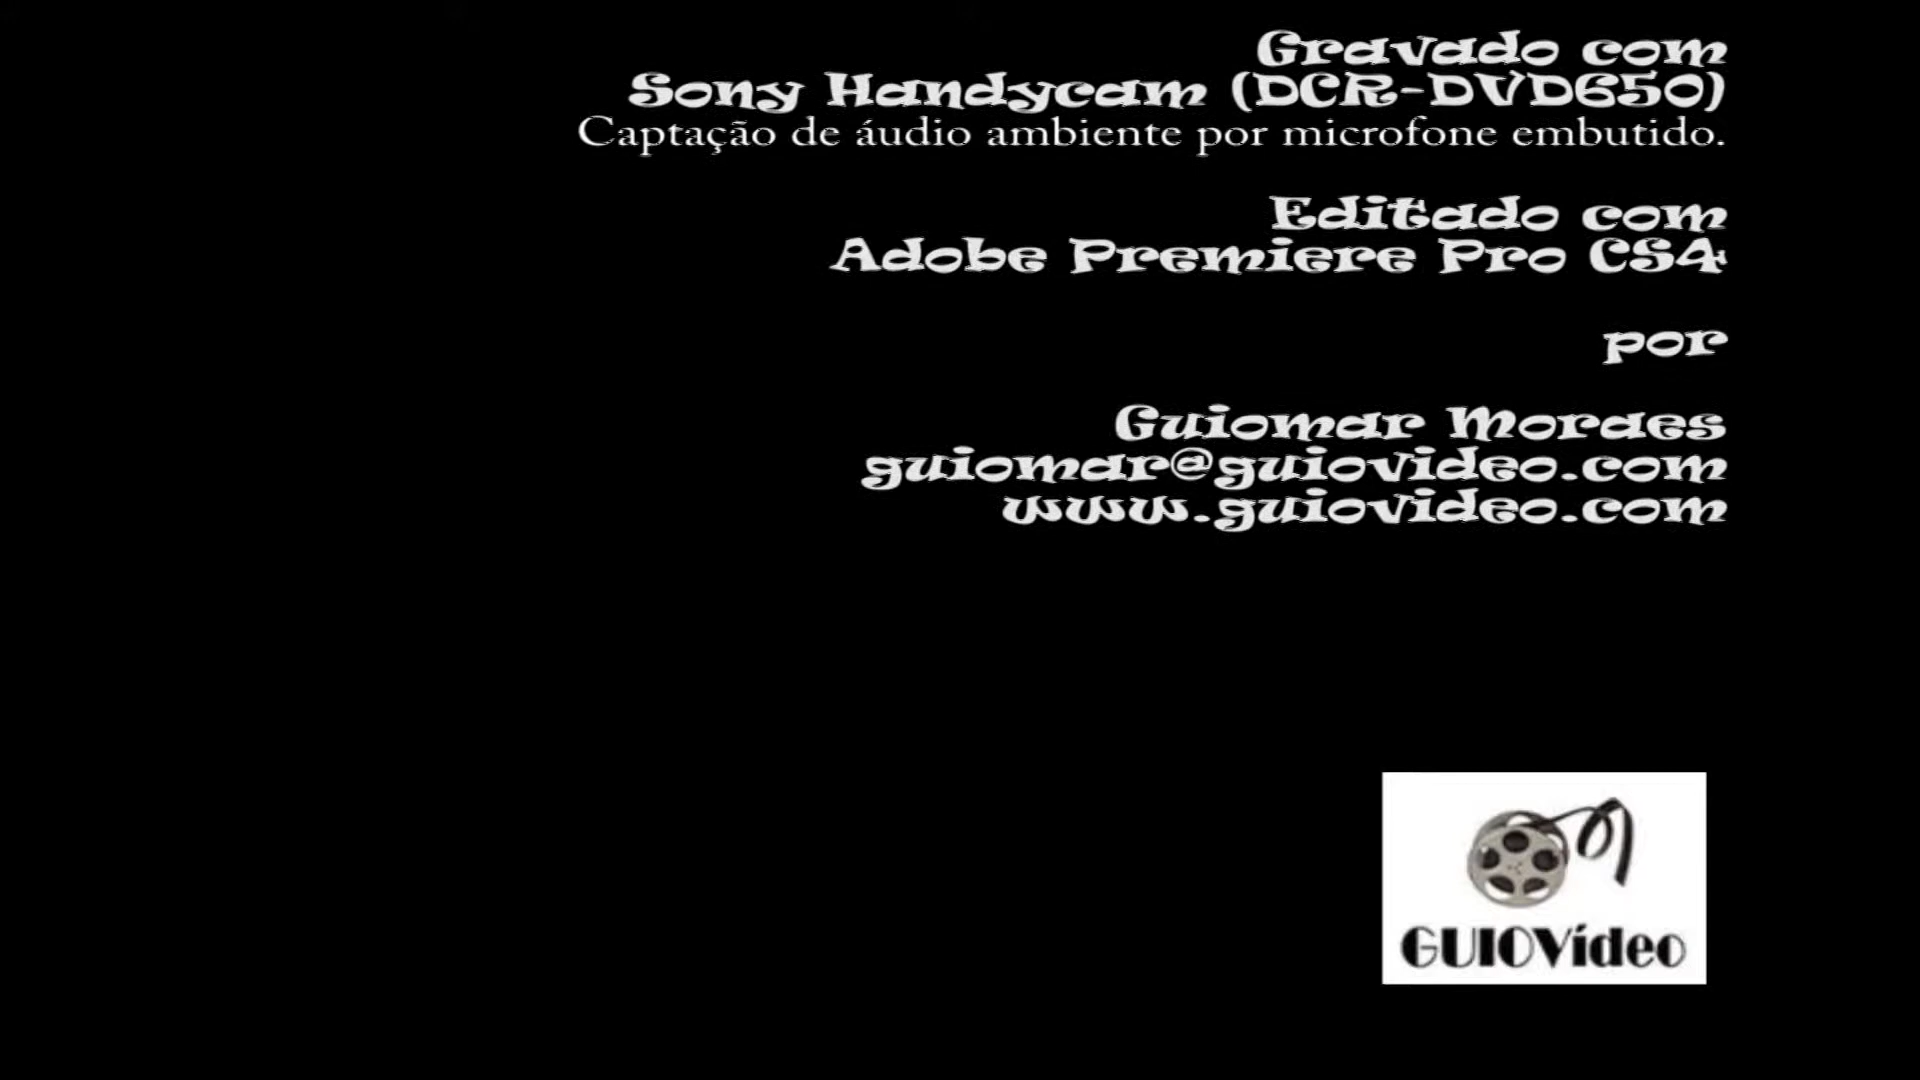 Gravado com
Sony Handycam (DCR-DVD650)
Captação de áudio ambiente por microfone embutido.
Editado com
Adobe Premiere Pro CS4
por
Guiomar Moraes
guiomar@guiovideo.com
www.guiovideo.com
GUIOVídeo